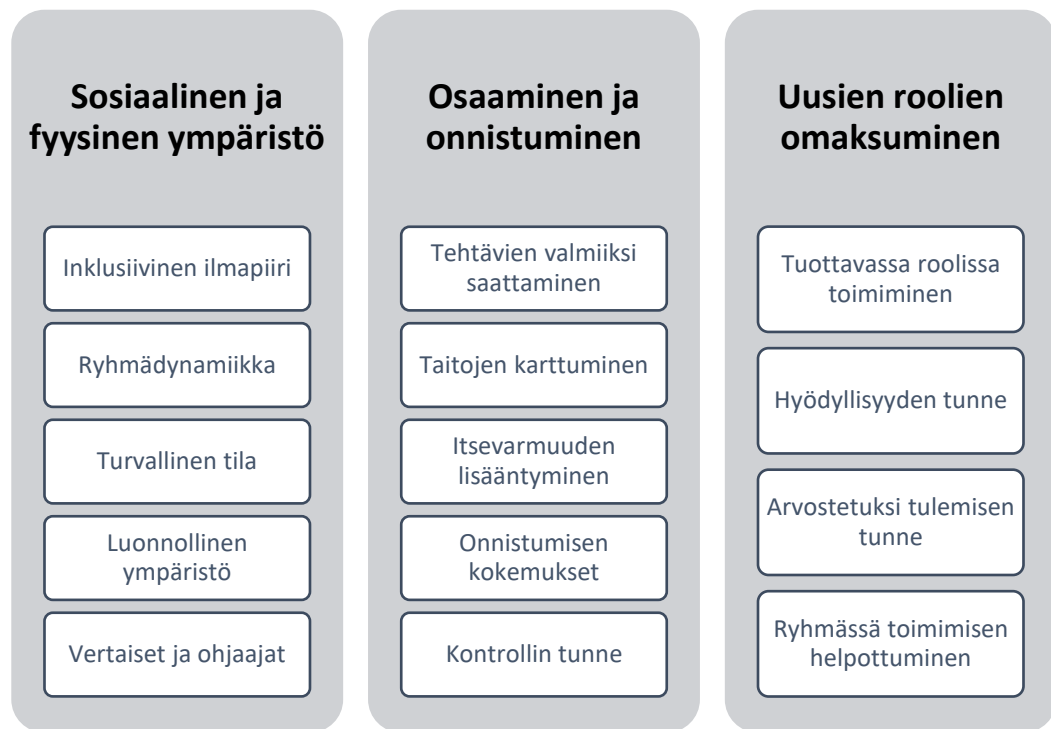 Sosiaalinen ja
fyysinen ympäristö
Inklusiivinen ilmapiiri
Ryhmädynamiikka
Turvallinen tila
Luonnollinen
ympäristö
Vertaiset ja ohjaajat
Osaaminen ja
onnistuminen
Tehtävien valmiiksi
saattaminen
Taitojen karttuminen
Itsevarmuuden
lisääntyminen
Onnistumisen
kokemukset
Kontrollin tunne
Uusien roolien
omaksuminen
Tuottavassa roolissa
toimiminen
Hyödyllisyyden tunne
Arvostetuksi tulemisen
tunne
Ryhmässä toimimisen
helpottuminen